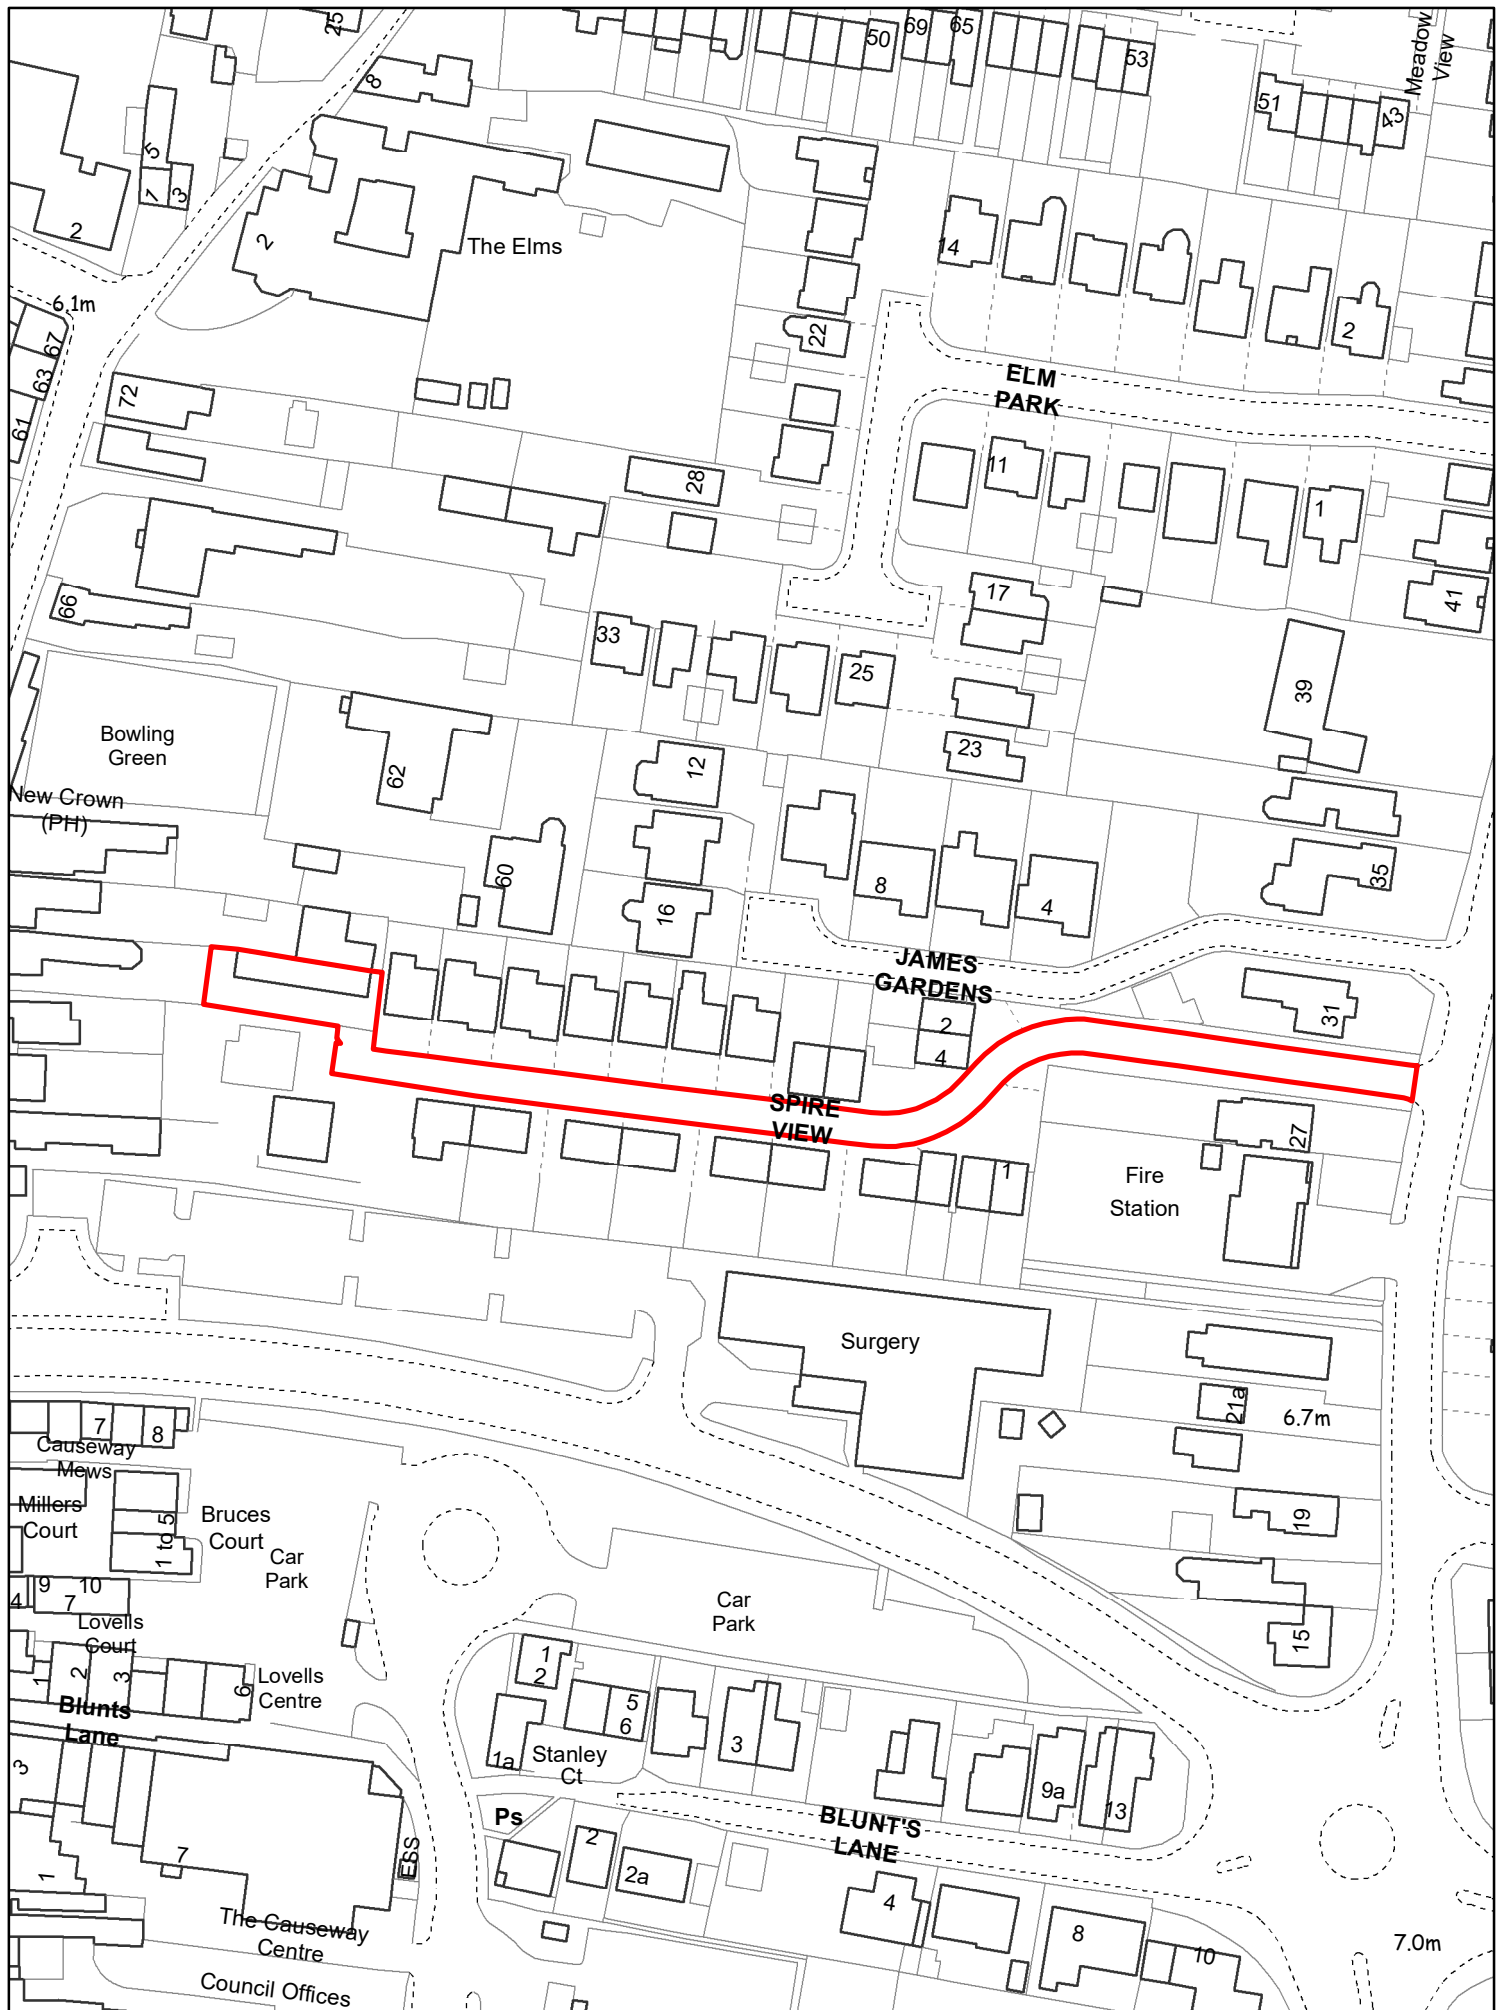 25
8
50
69
65
53
51
43
Meadow
View
5
1
3
2
2
The Elms
14
22
2
6.1m
67
63
61
72
ELM
PARK
28
11
1
17
41
66
33
25
39
Bowling
Green
62
12
23
New Crown
(PH)
60
16
8
4
35
JAMES
GARDENS
2
4
31
SPIRE
VIEW
27
1
Fire
Station
Surgery
21a
6.7m
7
8
Causeway
Mews
Millers
Court
1 to 5
Bruces
Court
Car
Park
19
4
9
10
7
Lovells
Court
Car
Park
15
1
2
3
6
Lovells
Centre
1
2
5
6
Blunts
Lane
3
1a
Stanley
Ct
3
9a
13
Ps
BLUNT'S
LANE
7
1
ESS
2
2a
4
8
10
7.0m
The Causeway
Centre
Council Offices